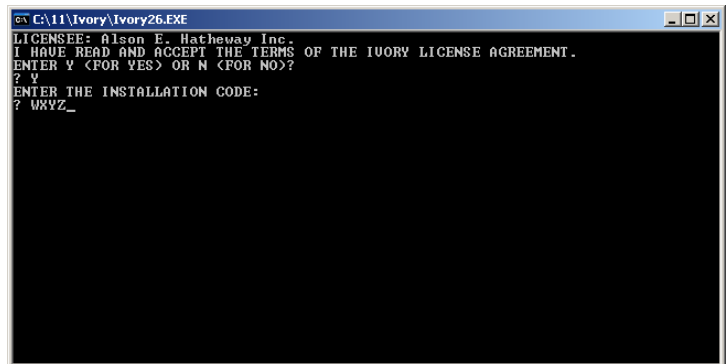 C:\11\Ivory\Ivory26.EXE
LICENSEE: Alson E. Hatheway Inc.
I HAVE READ AND ACCEPT THE TERMS OF THE IVORY LICENSE AGREEMENT.
ENTER Y (FOR YES) OR N (FOR NO)?
? Y
ENTER THE INSTALLATION CODE:
? WXYZ_